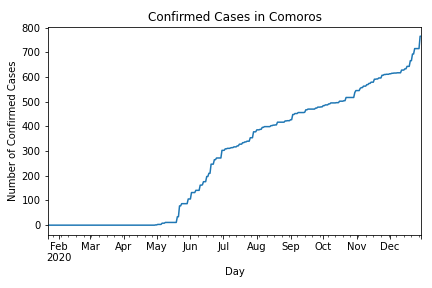 Confirmed Cases in Comoros
Number of Confirmed Cases
800
700
600
500
400
300
200
100
0
Feb Mar Apr May Jun Jul Aug Sep Oct Nov Dec
2020
Day